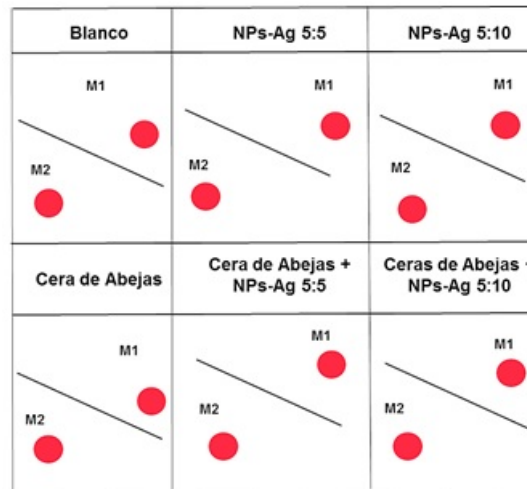 Blanco
NPs-Ag 5:5
NPs-Ag 5:10
M1
M2
M1
M2
M1
M2
Cera de Abejas
Cera de Abejas +
NPs-Ag 5:5
Ceras de Abejas +
NPs-Ag 5:10
M1
M2
M1
M2
M1
M2